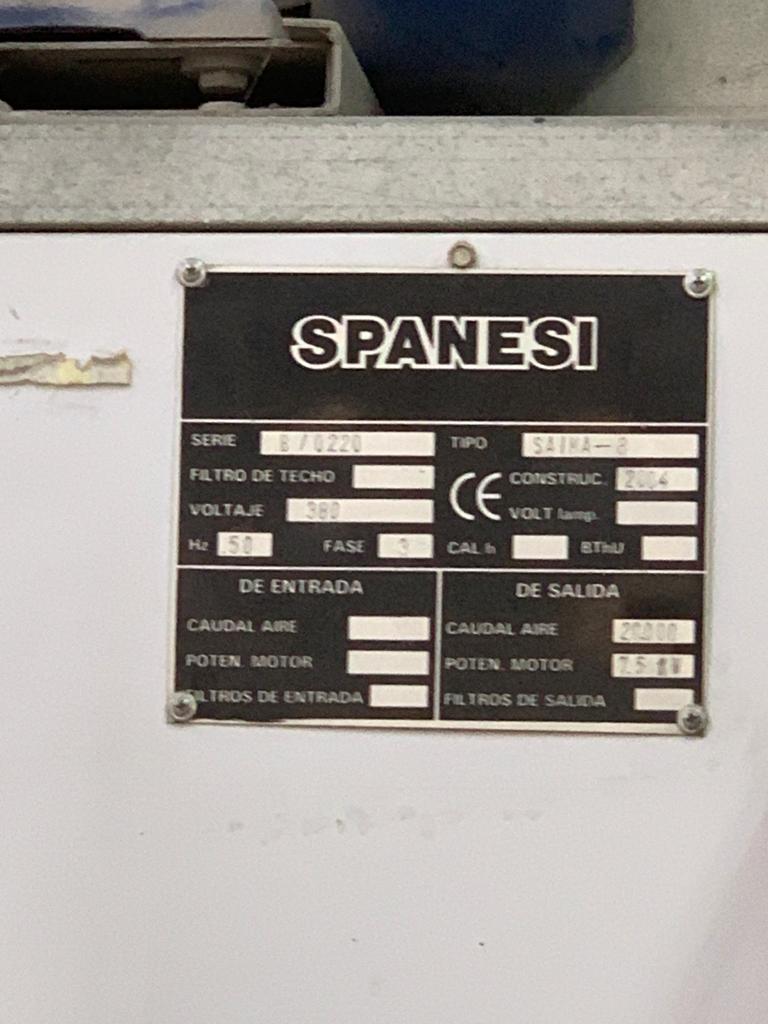 SPANESI
SERIE B/0220 TIPO SAIMA-8
FILTRO DE TECHO CE CONSTRUC. 2004
VOLTAJE 380 VOLT lamp.
Hz 50 FASE 3 CAL h BThU
DE ENTRADA DE SALIDA
CAUDAL AIRE CAUDAL AIRE 20.000
POTEN. MOTOR POTEN. MOTOR 7.5 KW
FILTROS DE ENTRADA FILTROS DE SALIDA